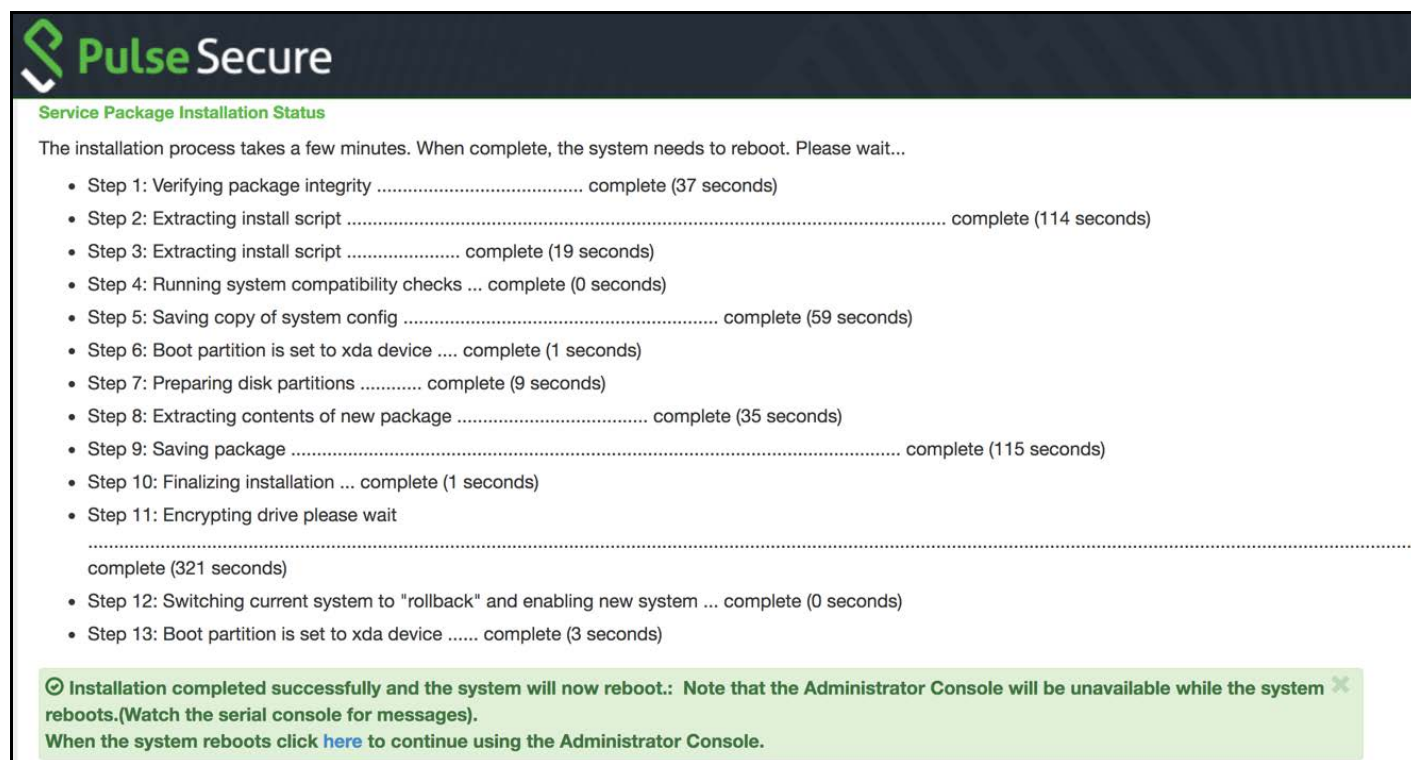 Pulse Secure
Service Package Installation Status
The installation process takes a few minutes. When complete, the system needs to reboot. Please wait...
• Step 1: Verifying package integrity ........................................ complete (37 seconds)
• Step 2: Extracting install script ..................................................................................................................... complete (114 seconds)
• Step 3: Extracting install script ...................... complete (19 seconds)
• Step 4: Running system compatibility checks ... complete (0 seconds)
• Step 5: Saving copy of system config ............................................................. complete (59 seconds)
• Step 6: Boot partition is set to xda device .... complete (1 seconds)
• Step 7: Preparing disk partitions ............ complete (9 seconds)
• Step 8: Extracting contents of new package ..................................... complete (35 seconds)
• Step 9: Saving package ...................................................................................................................... complete (115 seconds)
• Step 10: Finalizing installation ... complete (1 seconds)
• Step 11: Encrypting drive please wait
................................................................................................................................................................................................................................................................
complete (321 seconds)
• Step 12: Switching current system to "rollback" and enabling new system ... complete (0 seconds)
• Step 13: Boot partition is set to xda device ...... complete (3 seconds)
Installation completed successfully and the system will now reboot.: Note that the Administrator Console will be unavailable while the system
reboots.(Watch the serial console for messages).
When the system reboots click here to continue using the Administrator Console.